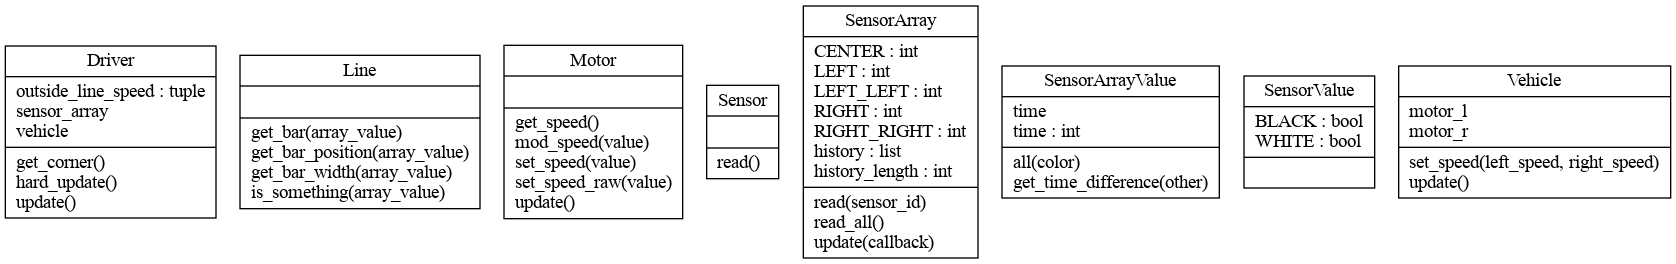 Driver
outside_line_speed : tuple
sensor_array
vehicle
get_corner()
hard_update()
update()
Line
get_bar(array_value)
get_bar_position(array_value)
get_bar_width(array_value)
is_something(array_value)
Motor
get_speed()
mod_speed(value)
set_speed(value)
set_speed_raw(value)
update()
Sensor
read()
SensorArray
CENTER : int
LEFT : int
LEFT_LEFT : int
RIGHT : int
RIGHT_RIGHT : int
history : list
history_length : int
read(sensor_id)
read_all()
update(callback)
SensorArrayValue
time
time : int
all(color)
get_time_difference(other)
SensorValue
BLACK : bool
WHITE : bool
Vehicle
motor_l
motor_r
set_speed(left_speed, right_speed)
update()